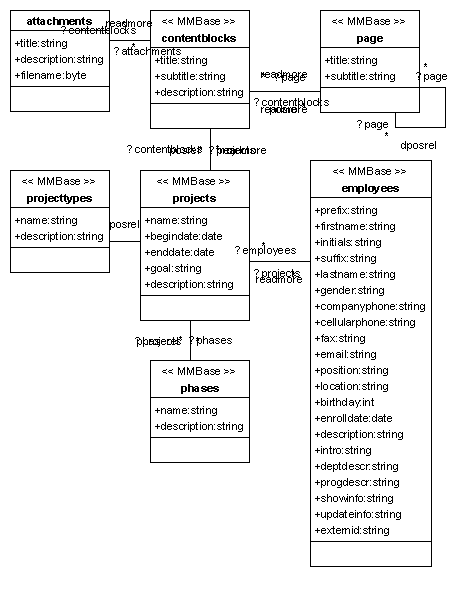 attachments
+title:string
+description:string
+filename:byte
readmore
?contentblocks
*
?attachments
<< MMBase >>
contentblocks
+title:string
+subtitle:string
+description:string
<< MMBase >>
page
+title:string
+subtitle:string
readmore
?page
*
?page
?contentblocks
readmore
?page
*
dposrel
?contentblocks
posrel
*
?projects
readmore
<< MMBase >>
projecttypes
+name:string
+description:string
posrel
<< MMBase >>
projects
+name:string
+begindate:date
+enddate:date
+goal:string
+description:string
*
?employees
?projects
readmore
<< MMBase >>
employees
+prefix:string
+firstname:string
+initials:string
+suffix:string
+lastname:string
+gender:string
+companyphone:string
+cellularphone:string
+fax:string
+email:string
+position:string
+location:string
+birthday:int
+enrolldate:date
+description:string
+intro:string
+deptdescr:string
+progdescr:string
+showinfo:string
+updateinfo:string
+externid:string
?projects
*
?phases
<< MMBase >>
phases
+name:string
+description:string